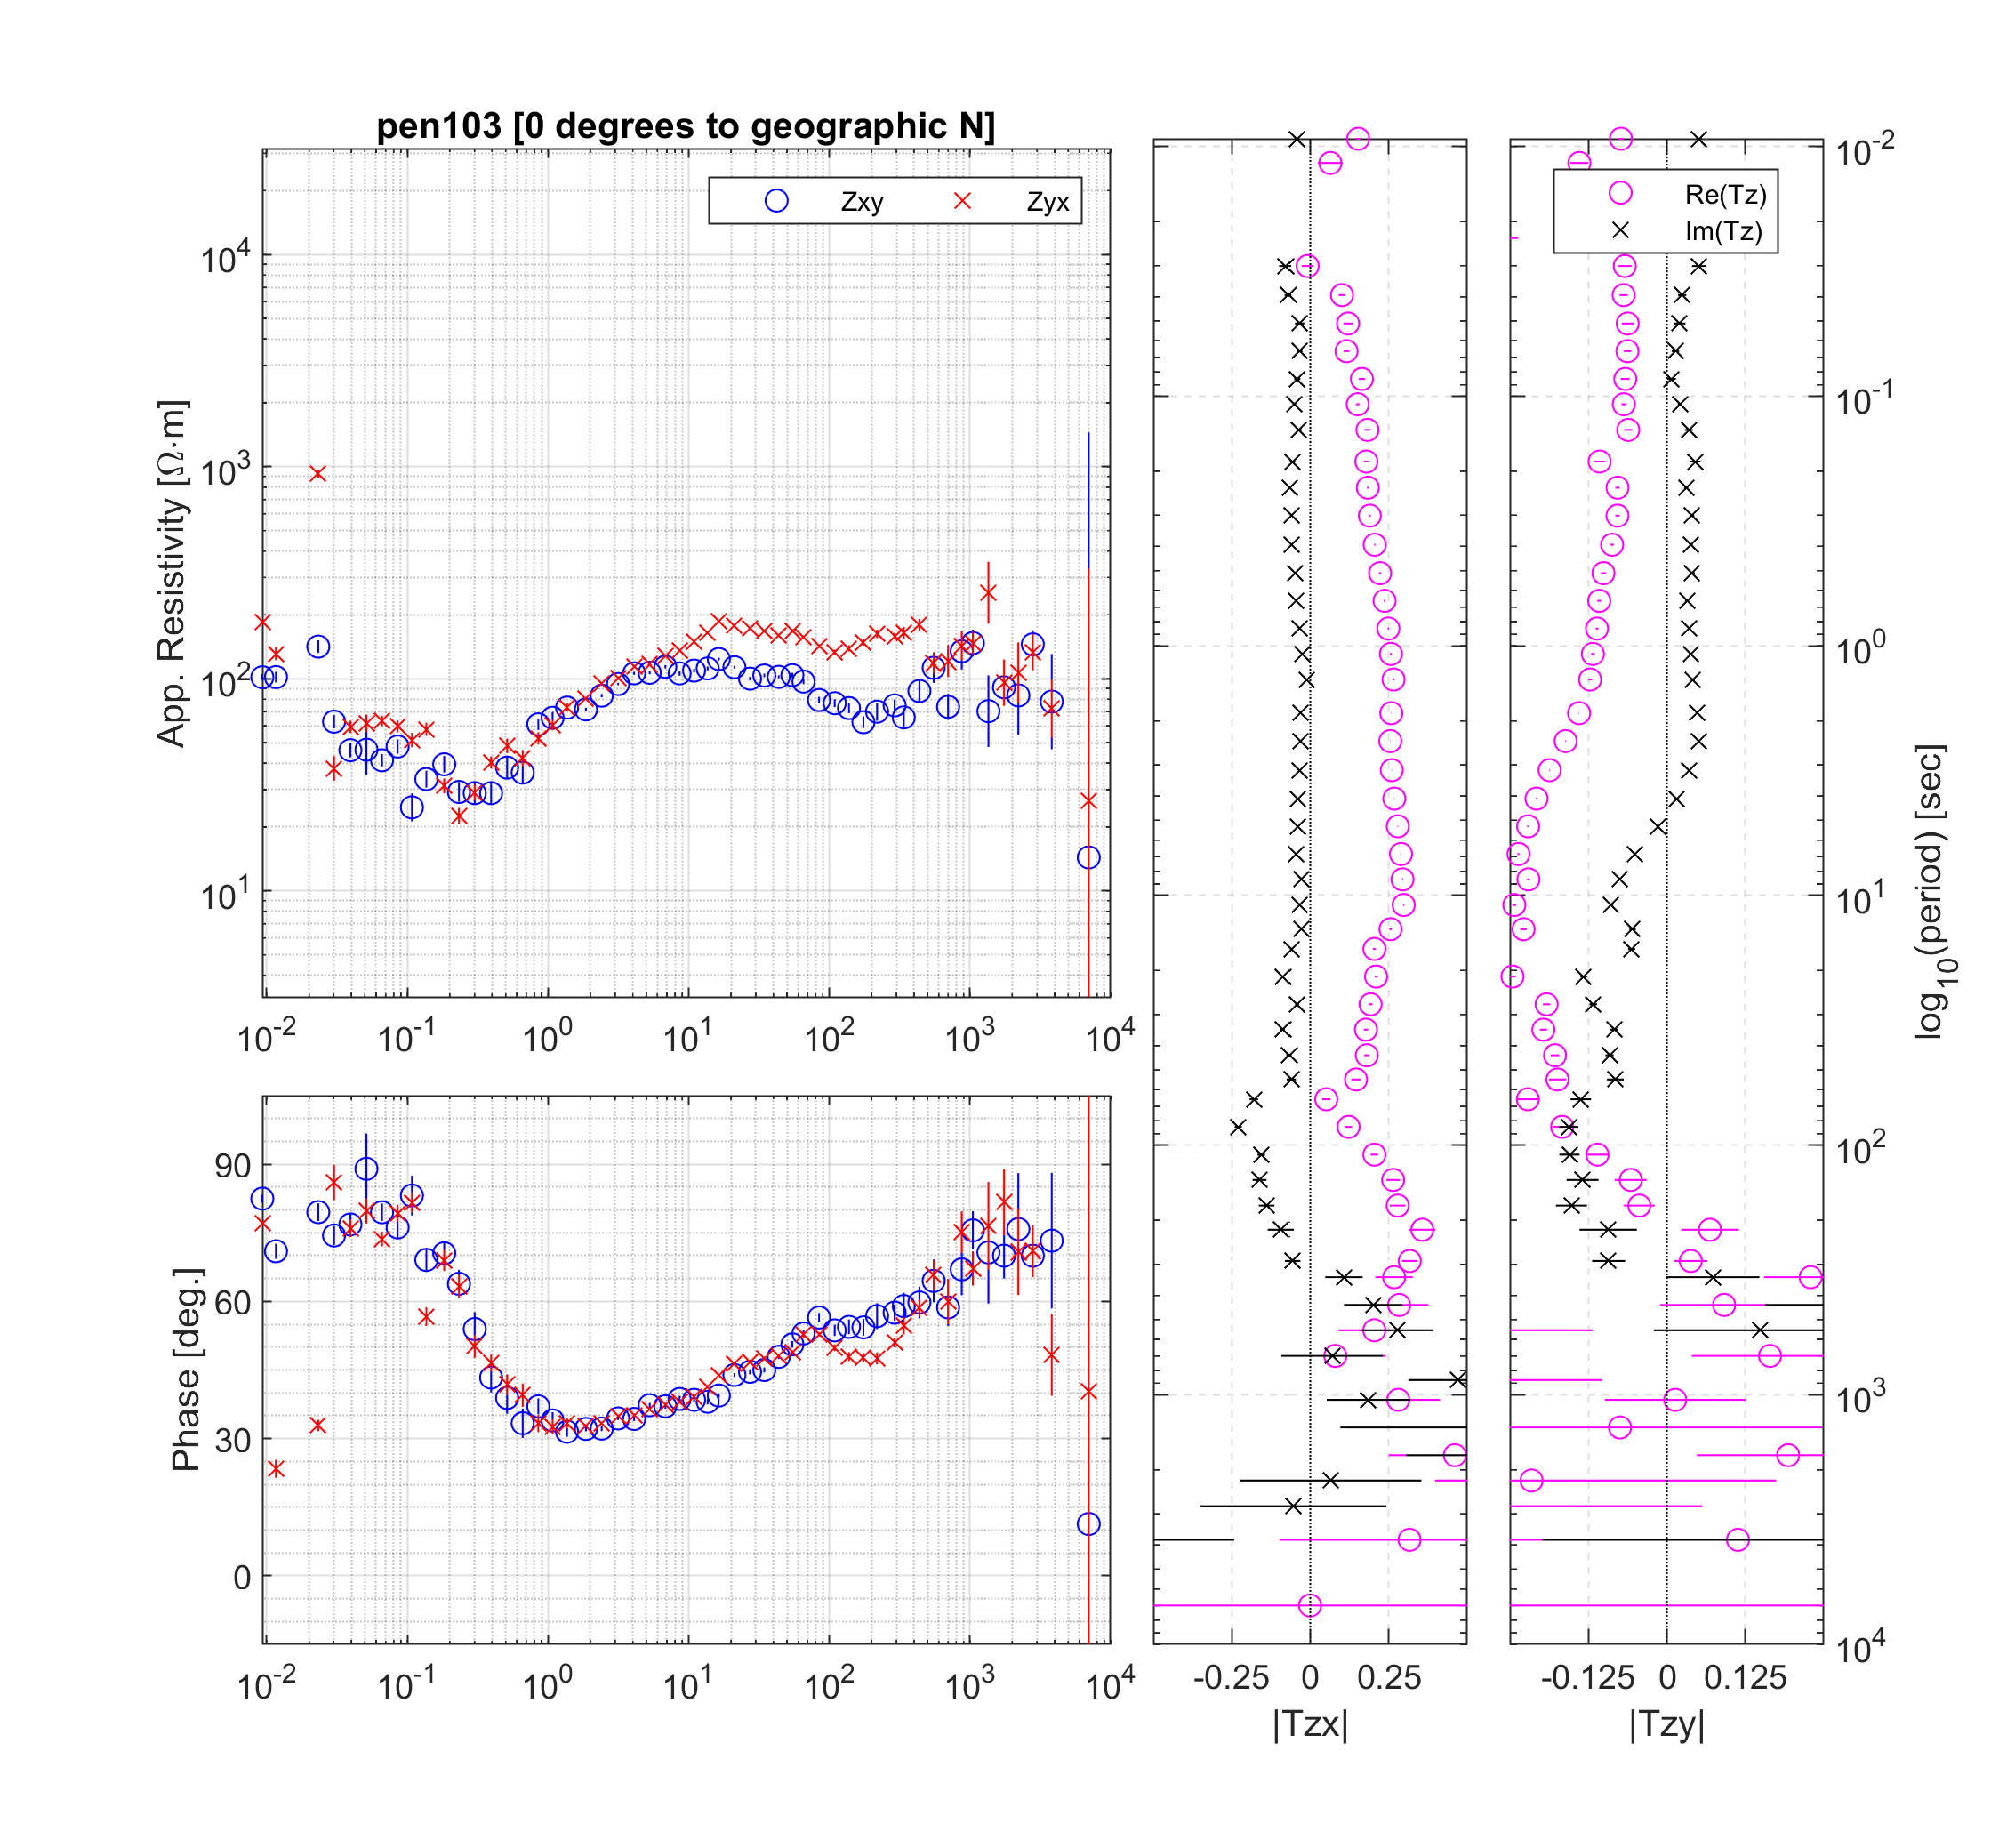 pen103 [0 degrees to geographic N]
Zxy Zyx
App. Resistivity [Ω·m]
10^4
10^3
10^2
10^1
10^-2 10^-1 10^0 10^1 10^2 10^3 10^4
Phase [deg.]
90
60
30
0
10^-2 10^-1 10^0 10^1 10^2 10^3 10^4
-0.25 0 0.25
|Tzx|
Re(Tz)
Im(Tz)
-0.125 0 0.125
|Tzy|
10^-2
10^-1
10^0
10^1
10^2
10^3
10^4
log_10(period) [sec]